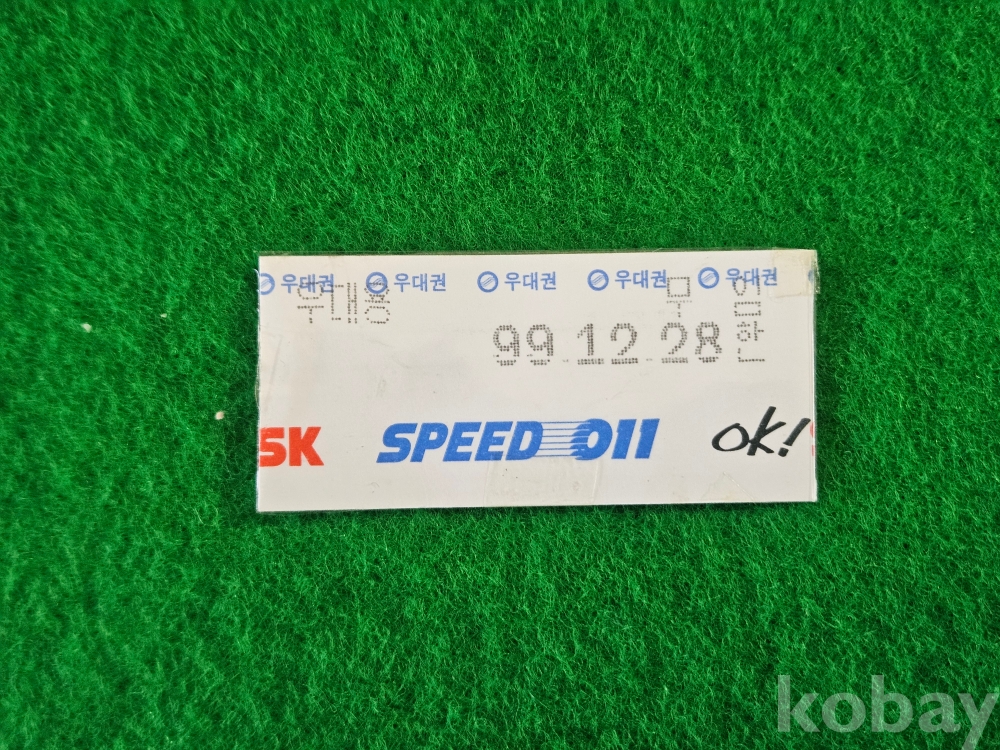 우대권 우대권 우대권 우대권 우대권
우대용 무임
99.12.28
SK SPEED 011 ok!
kobay